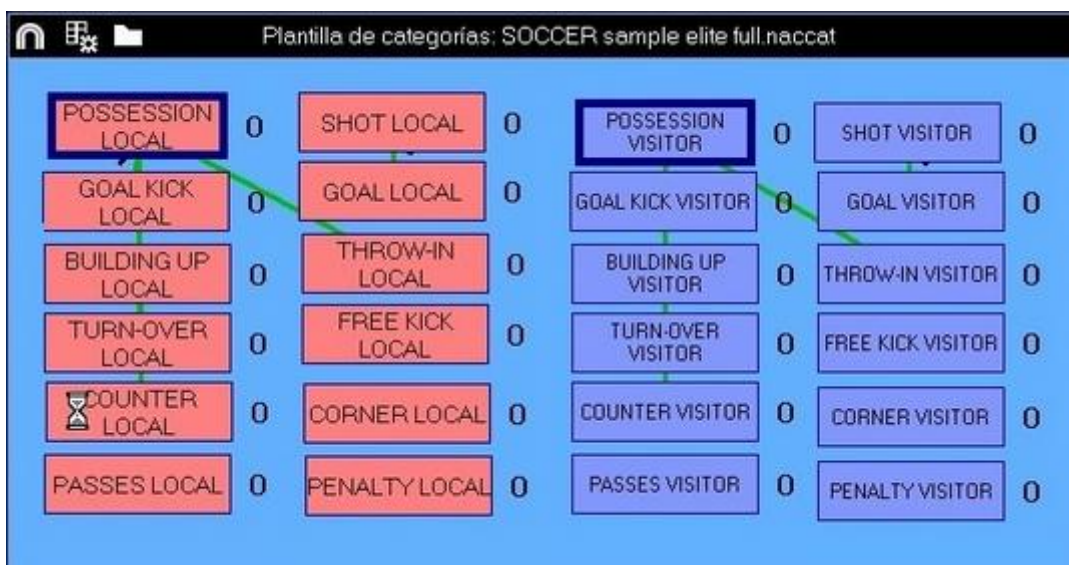 Plantilla de categorías: SOCCER sample elite full.naccat
POSSESSION
LOCAL
0
SHOT LOCAL
0
POSSESSION
VISITOR
0
SHOT VISITOR
0
GOAL KICK
LOCAL
0
GOAL LOCAL
0
GOAL KICK VISITOR
0
GOAL VISITOR
0
BUILDING UP
LOCAL
0
THROW-IN
LOCAL
0
BUILDING UP
VISITOR
0
THROW-IN VISITOR
0
TURN-OVER
LOCAL
0
FREE KICK
LOCAL
0
TURN-OVER
VISITOR
0
FREE KICK VISITOR
0
COUNTER
LOCAL
0
CORNER LOCAL
0
COUNTER VISITOR
0
CORNER VISITOR
0
PASSES LOCAL
0
PENALTY LOCAL
0
PASSES VISITOR
0
PENALTY VISITOR
0